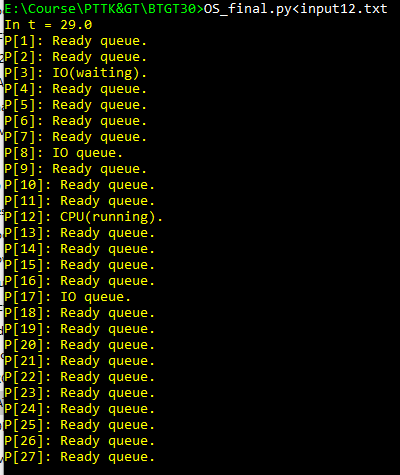 E:\Course\PTTK&GT\BTGT30>OS_final.py<input12.txt
In t = 29.0
P[1]: Ready queue.
P[2]: Ready queue.
P[3]: IO(waiting).
P[4]: Ready queue.
P[5]: Ready queue.
P[6]: Ready queue.
P[7]: Ready queue.
P[8]: IO queue.
P[9]: Ready queue.
P[10]: Ready queue.
P[11]: Ready queue.
P[12]: CPU(running).
P[13]: Ready queue.
P[14]: Ready queue.
P[15]: Ready queue.
P[16]: Ready queue.
P[17]: IO queue.
P[18]: Ready queue.
P[19]: Ready queue.
P[20]: Ready queue.
P[21]: Ready queue.
P[22]: Ready queue.
P[23]: Ready queue.
P[24]: Ready queue.
P[25]: Ready queue.
P[26]: Ready queue.
P[27]: Ready queue.